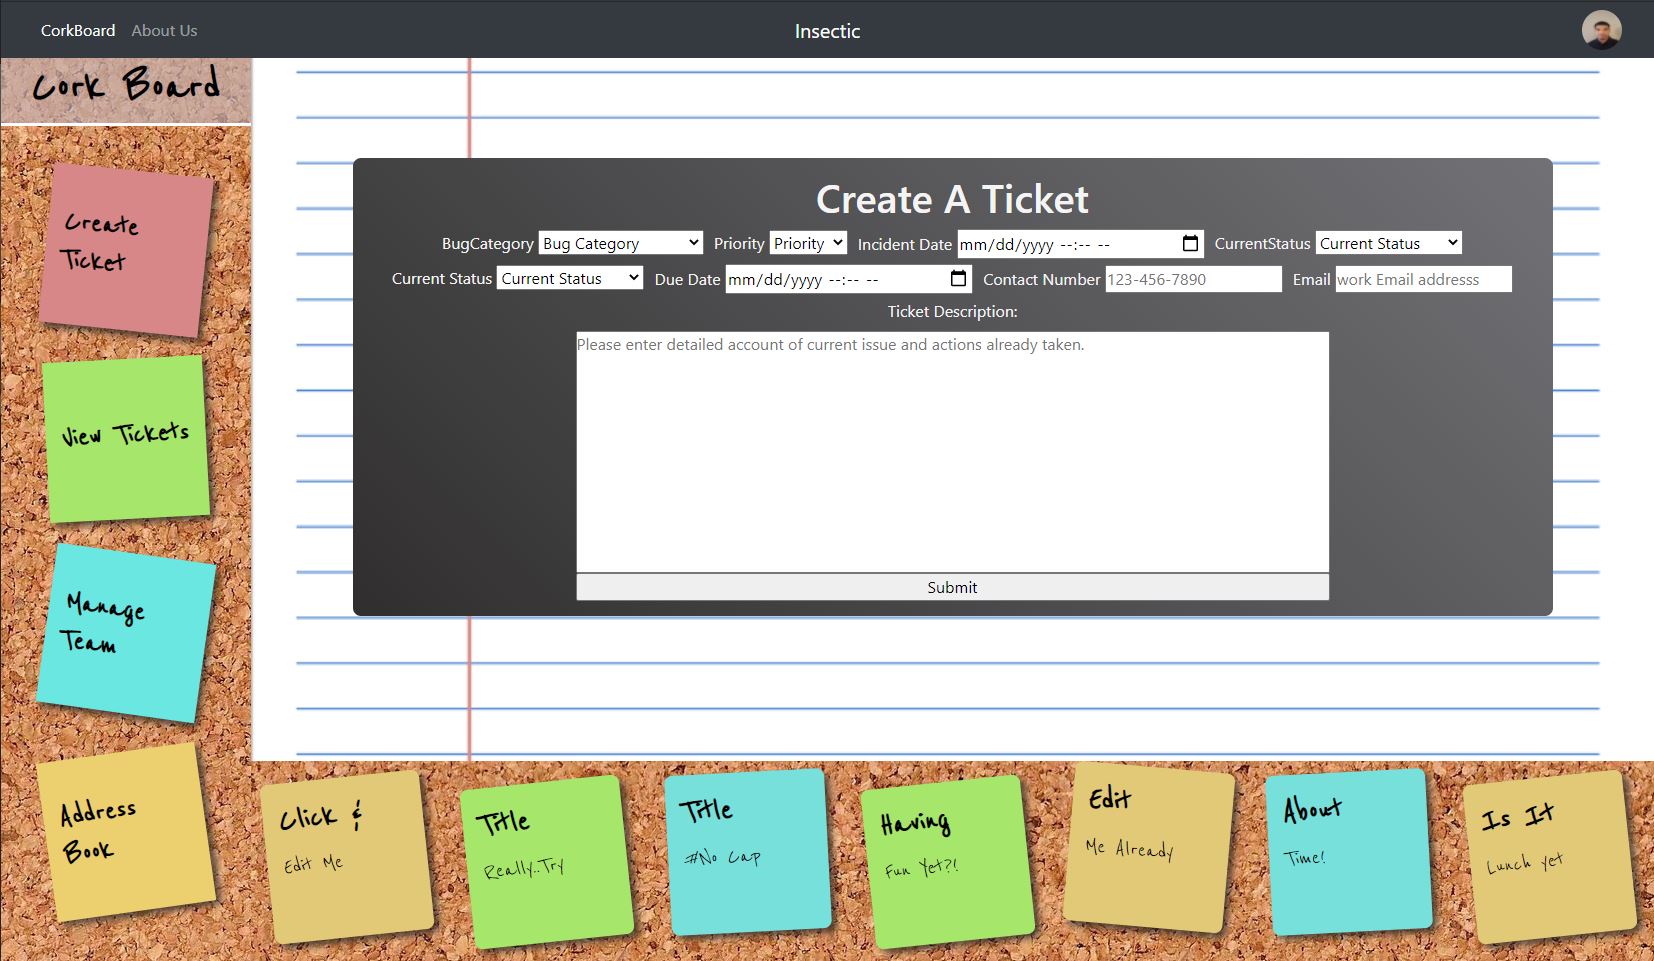 CorkBoard About Us Insectic
Cork Board
Create
Ticket
View Tickets
Manage
Team
Address
Book
Create A Ticket
BugCategory Bug Category Priority Priority Incident Date mm/dd/yyyy --:-- -- CurrentStatus Current Status
Current Status Current Status Due Date mm/dd/yyyy --:-- -- Contact Number 123-456-7890 Email work Email addresss
Ticket Description:
Please enter detailed account of current issue and actions already taken.
Submit
Click &
Edit Me
Title
Really..Try
Title
#No Cap
Having
Fun Yet?!
Edit
Me Already
About
Time!
Is It
Lunch yet